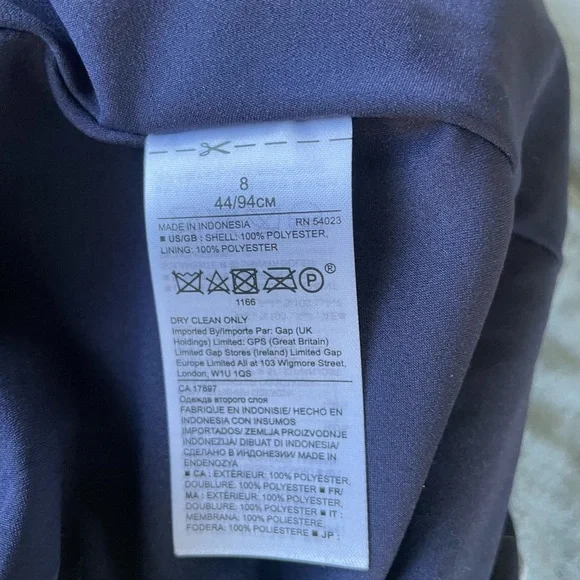 8
44/94CM
MADE IN INDONESIA RN 54023
■ US/GB : SHELL: 100% POLYESTER,
LINING: 100% POLYESTER
P ®
1166
DRY CLEAN ONLY
Imported By/Importe Par: Gap (UK
Holdings) Limited: GPS (Great Britain)
Limited Gap Stores (Ireland) Limited Gap
Europe Limited All at 103 Wigmore Street,
London, W1U 1QS
CA 17897
Одежда второго слоя
FABRIQUE EN INDONISIE/ HECHO EN
INDONESIA CON INSUMOS
IMPORTADOS/ ZEMLJA PROIZVODNJE
INDONEZIJA/ DIBUAT DI INDONESIA/
СДЕЛАНО В ИНДОНЕЗИИ/ MADE IN
ENDENOZYA
■ CA : EXTÉRIEUR: 100% POLYESTER,
DOUBLURE: 100% POLYESTER ■ FR/
MA : EXTÉRIEUR: 100% POLYESTER,
DOUBLURE: 100% POLYESTER ■ IT :
MEMBRANA: 100% POLIESTERE,
FODERA: 100% POLIESTERE ■ JP :